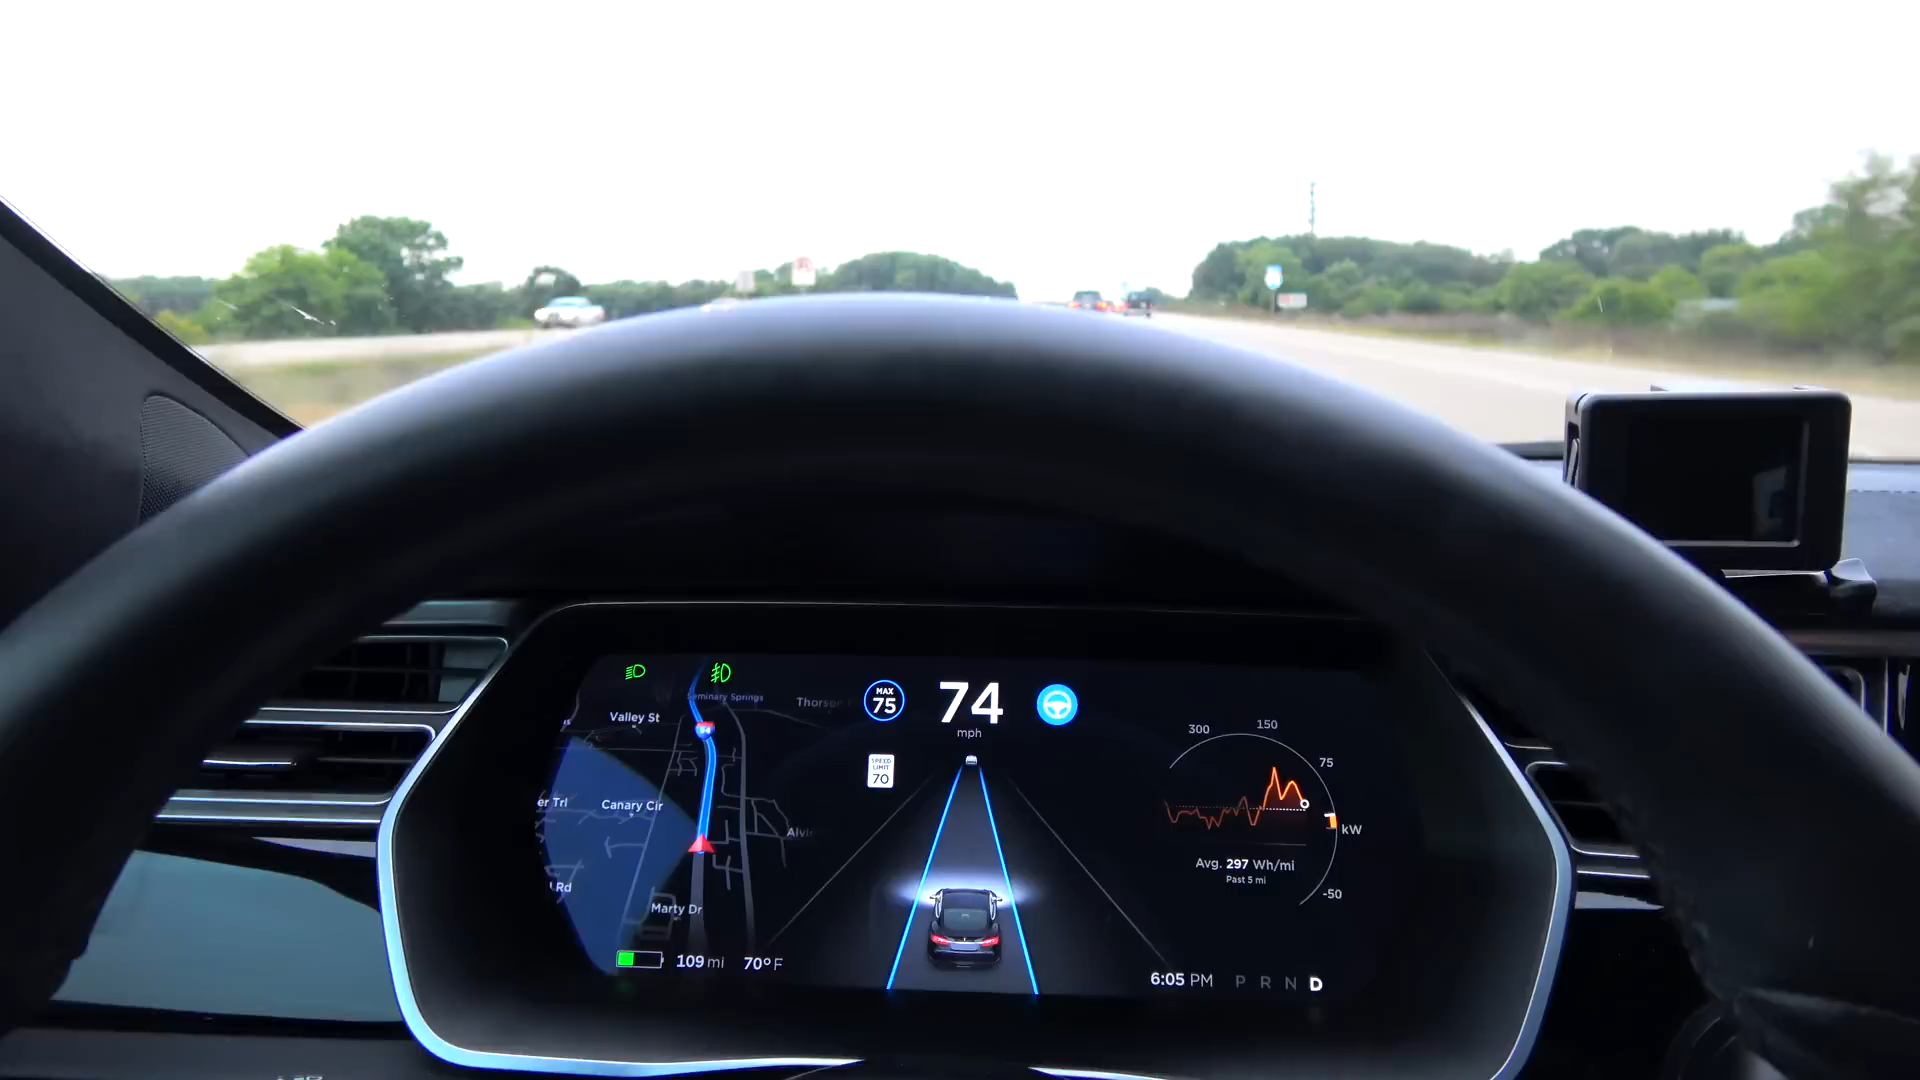 Seminary Springs
Thorson
Valley St
94
er Trl
Canary Cir
Alvi
Rd
Marty Dr
109 mi
70° F
MAX
75
74
mph
SPEED
LIMIT
70
300
150
75
kW
-50
Avg. 297 Wh/mi
Past 5 mi
6:05 PM
P R N D